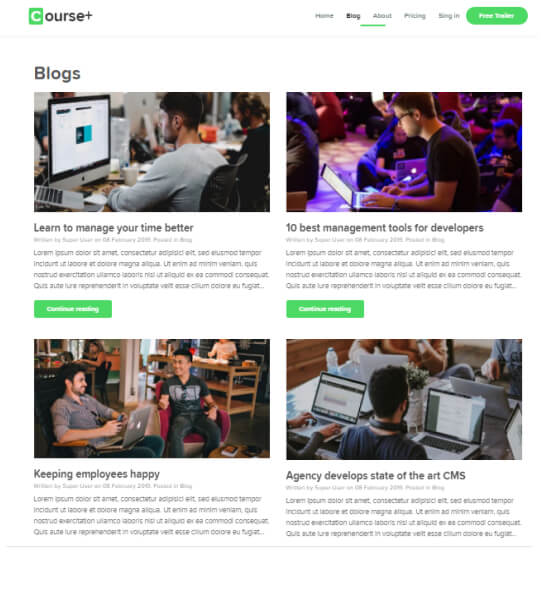 Course+
Home Blog About Pricing Sing in Free Trailer
Blogs
Learn to manage your time better
Written by Super User on 08 February 2019. Posted in Blog
Lorem ipsum dolor sit amet, consectetur adipisici elit, sed eiusmod tempor
incidunt ut labore et dolore magna aliqua. Ut enim ad minim veniam, quis
nostrud exercitation ullamco laboris nisi ut aliquid ex ea commodi consequat.
Quis aute iure reprehenderit in voluptate velit esse cillum dolore eu fugiat...
Continue reading
10 best management tools for developers
Written by Super User on 08 February 2019. Posted in Blog
Lorem ipsum dolor sit amet, consectetur adipisici elit, sed eiusmod tempor
incidunt ut labore et dolore magna aliqua. Ut enim ad minim veniam, quis
nostrud exercitation ullamco laboris nisi ut aliquid ex ea commodi consequat.
Quis aute iure reprehenderit in voluptate velit esse cillum dolore eu fugiat...
Continue reading
Keeping employees happy
Written by Super User on 08 February 2019. Posted in Blog
Lorem ipsum dolor sit amet, consectetur adipisici elit, sed eiusmod tempor
incidunt ut labore et dolore magna aliqua. Ut enim ad minim veniam, quis
nostrud exercitation ullamco laboris nisi ut aliquid ex ea commodi consequat.
Quis aute iure reprehenderit in voluptate velit esse cillum dolore eu fugiat...
Agency develops state of the art CMS
Written by Super User on 08 February 2019. Posted in Blog
Lorem ipsum dolor sit amet, consectetur adipisici elit, sed eiusmod tempor
incidunt ut labore et dolore magna aliqua. Ut enim ad minim veniam, quis
nostrud exercitation ullamco laboris nisi ut aliquid ex ea commodi consequat.
Quis aute iure reprehenderit in voluptate velit esse cillum dolore eu fugiat...